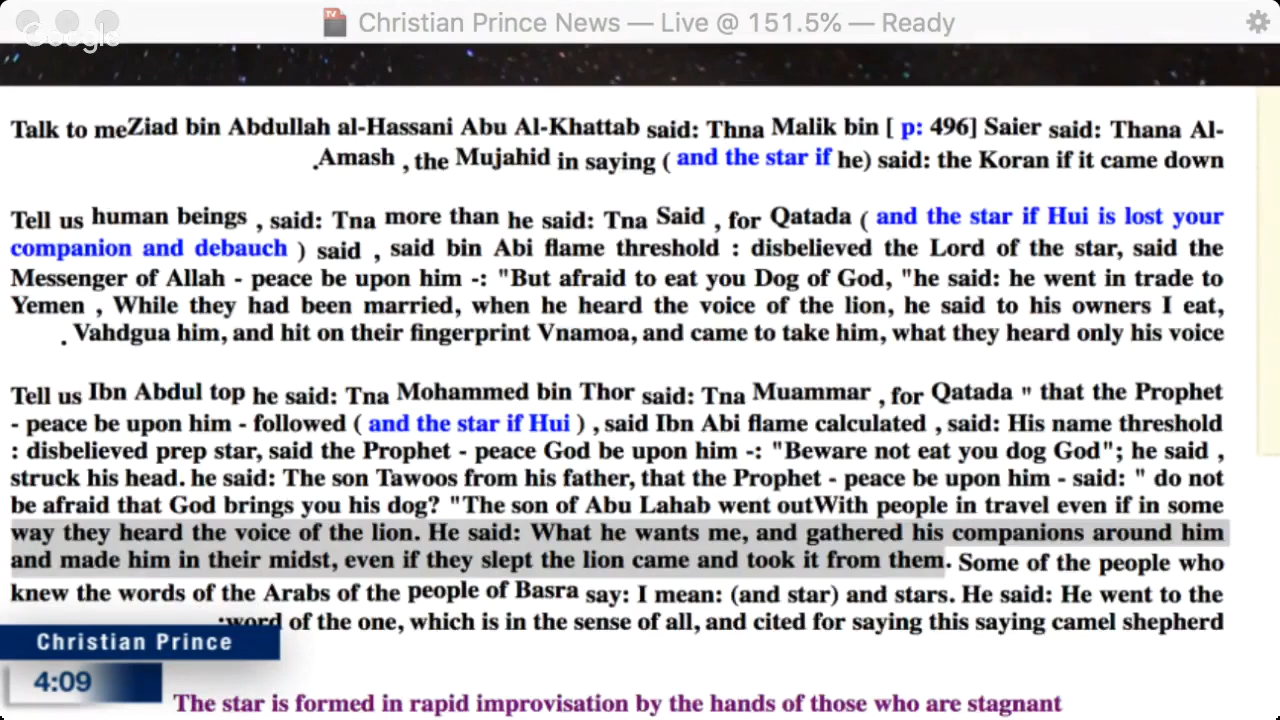 Christian Prince News — Live @ 151.5% — Ready
Google
Talk to meZiad bin Abdullah al-Hassani Abu Al-Khattab said: Thna Malik bin [ p: 496] Saier said: Thana Al-
.Amash , the Mujahid in saying ( and the star if he) said: the Koran if it came down
Tell us human beings , said: Tna more than he said: Tna Said , for Qatada ( and the star if Hui is lost your
companion and debauch ) said , said bin Abi flame threshold : disbelieved the Lord of the star, said the
Messenger of Allah - peace be upon him -: "But afraid to eat you Dog of God, "he said: he went in trade to
Yemen , While they had been married, when he heard the voice of the lion, he said to his owners I eat,
. Vahdgua him, and hit on their fingerprint Vnamoa, and came to take him, what they heard only his voice
Tell us Ibn Abdul top he said: Tna Mohammed bin Thor said: Tna Muammar , for Qatada " that the Prophet
- peace be upon him - followed ( and the star if Hui ) , said Ibn Abi flame calculated , said: His name threshold
: disbelieved prep star, said the Prophet - peace God be upon him -: "Beware not eat you dog God"; he said ,
struck his head. he said: The son Tawoos from his father, that the Prophet - peace be upon him - said: " do not
be afraid that God brings you his dog? "The son of Abu Lahab went outWith people in travel even if in some
way they heard the voice of the lion. He said: What he wants me, and gathered his companions around him
and made him in their midst, even if they slept the lion came and took it from them. Some of the people who
knew the words of the Arabs of the people of Basra say: I mean: (and star) and stars. He said: He went to the
:word of the one, which is in the sense of all, and cited for saying this saying camel shepherd
Christian Prince
4:09
The star is formed in rapid improvisation by the hands of those who are stagnant